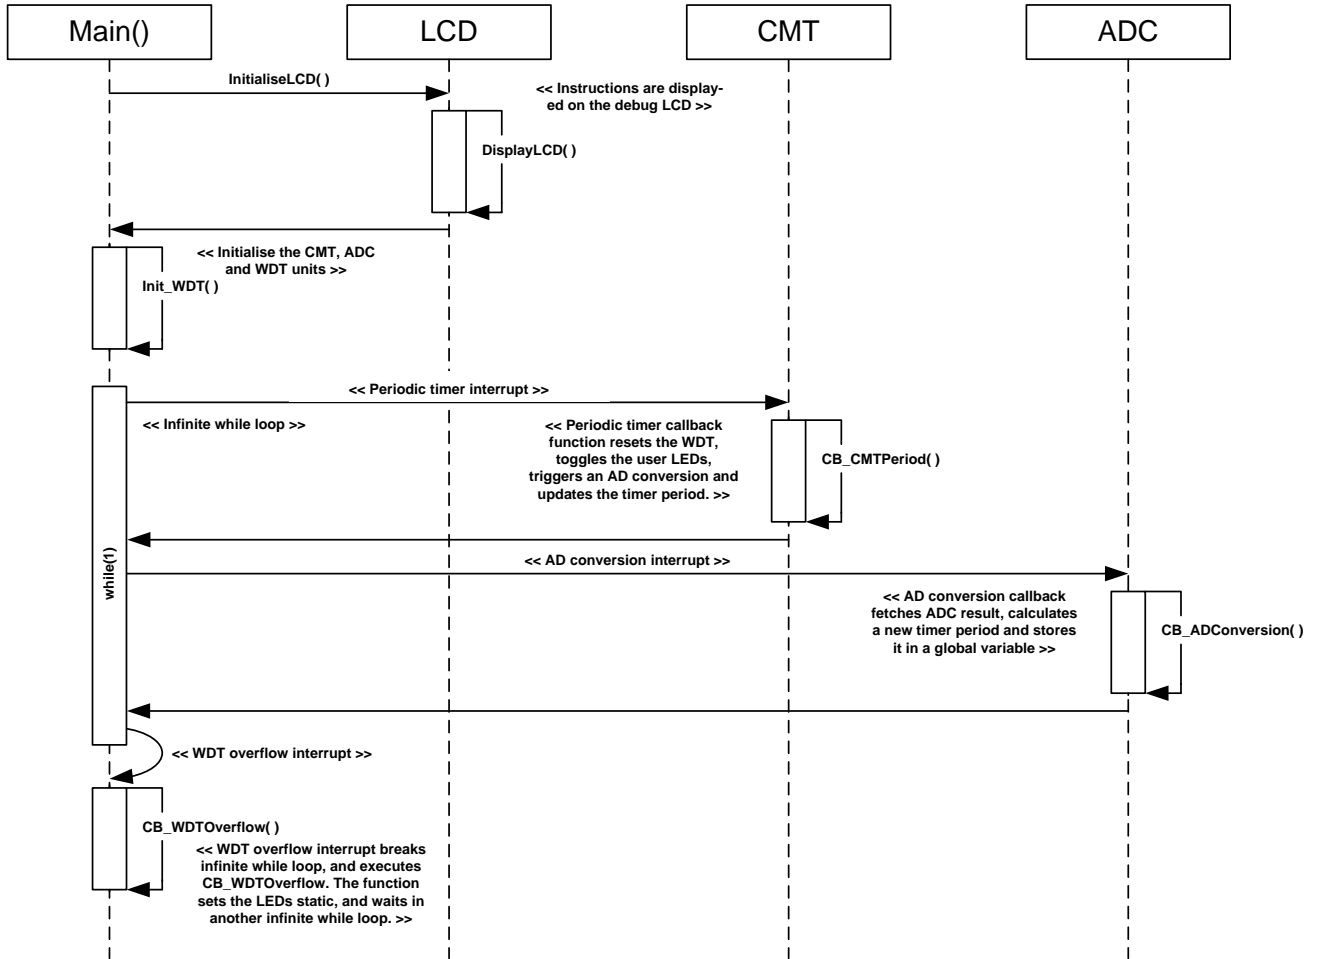 Main()
LCD
CMT
ADC
InitialiseLCD( )
<< Instructions are display-
ed on the debug LCD >>
DisplayLCD( )
<< Initialise the CMT, ADC
and WDT units >>
Init_WDT( )
<< Periodic timer interrupt >>
<< Infinite while loop >>
<< Periodic timer callback
function resets the WDT,
toggles the user LEDs,
triggers an AD conversion and
updates the timer period. >>
CB_CMTPeriod( )
while(1)
<< AD conversion interrupt >>
<< AD conversion callback
fetches ADC result, calculates
a new timer period and stores
it in a global variable >>
CB_ADConversion( )
<< WDT overflow interrupt >>
CB_WDTOverflow( )
<< WDT overflow interrupt breaks
infinite while loop, and executes
CB_WDTOverflow. The function
sets the LEDs static, and waits in
another infinite while loop. >>